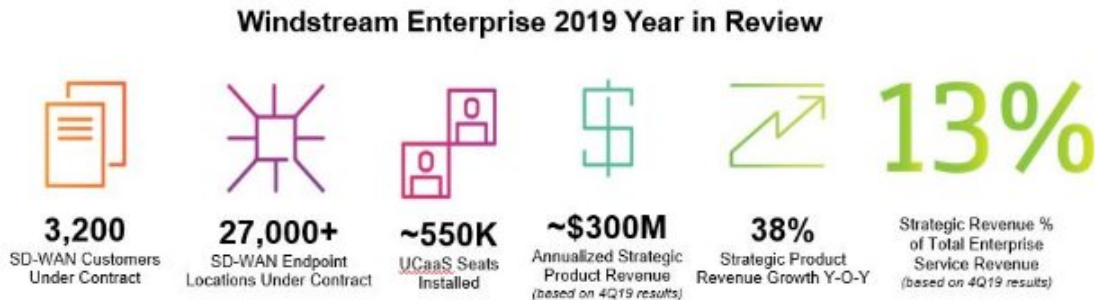 Windstream Enterprise 2019 Year in Review
3,200
SD-WAN Customers
Under Contract
27,000+
SD-WAN Endpoint
Locations Under Contract
~550K
UCaaS Seats
Installed
~$300M
Annualized Strategic
Product Revenue
(based on 4Q19 results)
38%
Strategic Product
Revenue Growth Y-O-Y
13%
Strategic Revenue %
of Total Enterprise
Service Revenue
(based on 4Q19 results)